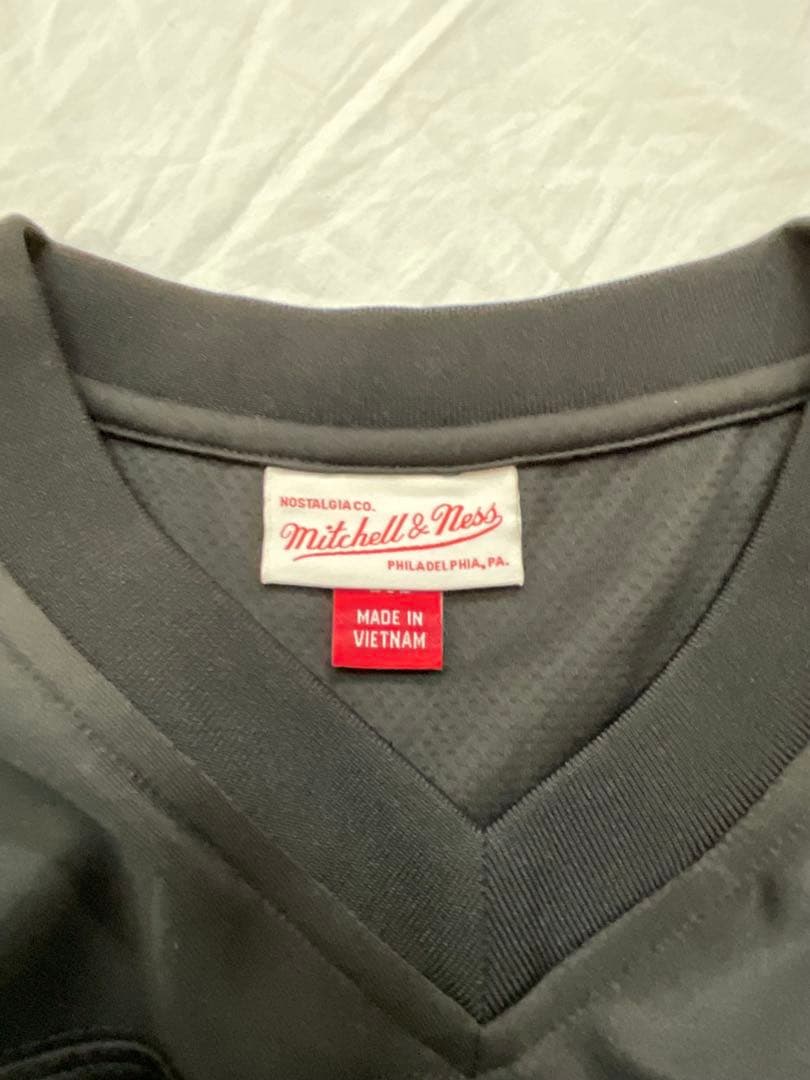 NOSTALGIA CO.
Mitchell & Ness
PHILADELPHIA, PA.
MADE IN
VIETNAM